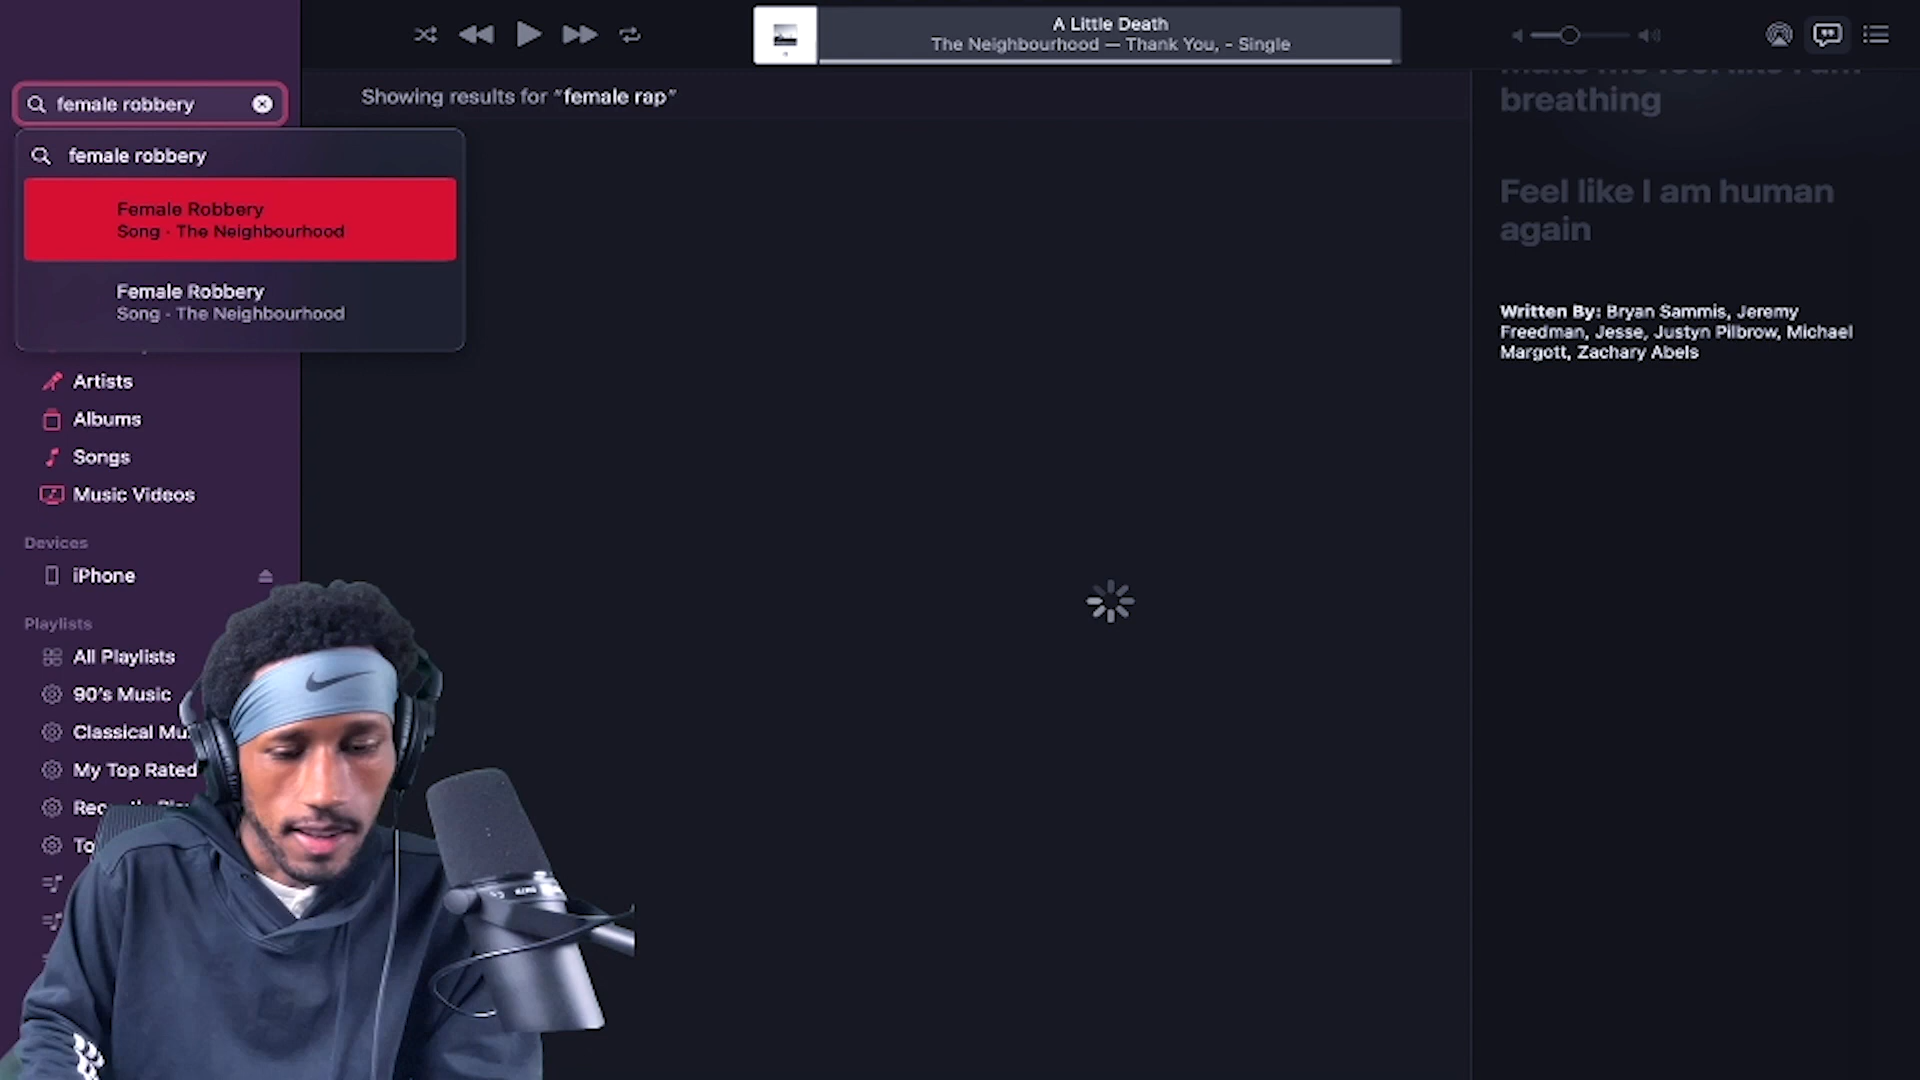 A Little Death
The Neighbourhood — Thank You, - Single
female robbery
Showing results for “female rap”
female robbery
Female Robbery
Song · The Neighbourhood
Female Robbery
Song · The Neighbourhood
Artists
Albums
Songs
Music Videos
Devices
iPhone
Playlists
All Playlists
90’s Music
Classical Mu
My Top Rated
breathing
Feel like I am human
again
Written By: Bryan Sammis, Jeremy
Freedman, Jesse, Justyn Pilbrow, Michael
Margott, Zachary Abels